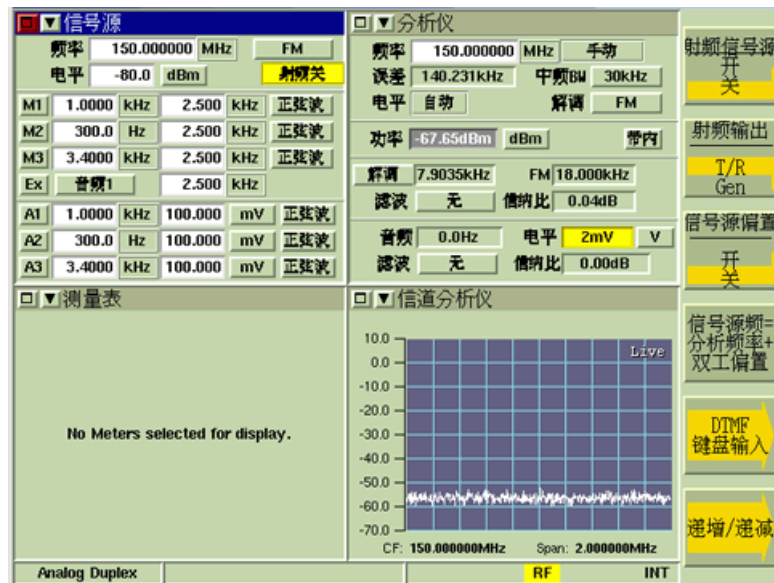 信号源
频率 150.000000 MHz FM
电平 -80.0 dBm 射频关
M1 1.0000 kHz 2.500 kHz 正弦波
M2 300.0 Hz 2.500 kHz 正弦波
M3 3.4000 kHz 2.500 kHz 正弦波
Ex 音频1 2.500 kHz
A1 1.0000 kHz 100.000 mV 正弦波
A2 300.0 Hz 100.000 mV 正弦波
A3 3.4000 kHz 100.000 mV 正弦波
分析仪
频率 150.000000 MHz 手动
误差 140.231kHz 中频BW 30kHz
电平 自动 解调 FM
功率 -67.65dBm dBm 带内
解调 7.9035kHz FM 18.000kHz
滤波 无 信纳比 0.04dB
音频 0.0Hz 电平 2mV V
滤波 无 信纳比 0.00dB
测量表
No Meters selected for display.
信道分析仪
Live
10.0
0.0
-10.0
-20.0
-30.0
-40.0
-50.0
-60.0
-70.0
CF: 150.000000MHz Span: 2.000000MHz
射频信号源
开
关
射频输出
T/R
Gen
信号源偏置
开
关
信号源频=
分析频率+
双工偏置
DTMF
键盘输入
递增/递减
Analog Duplex RF INT